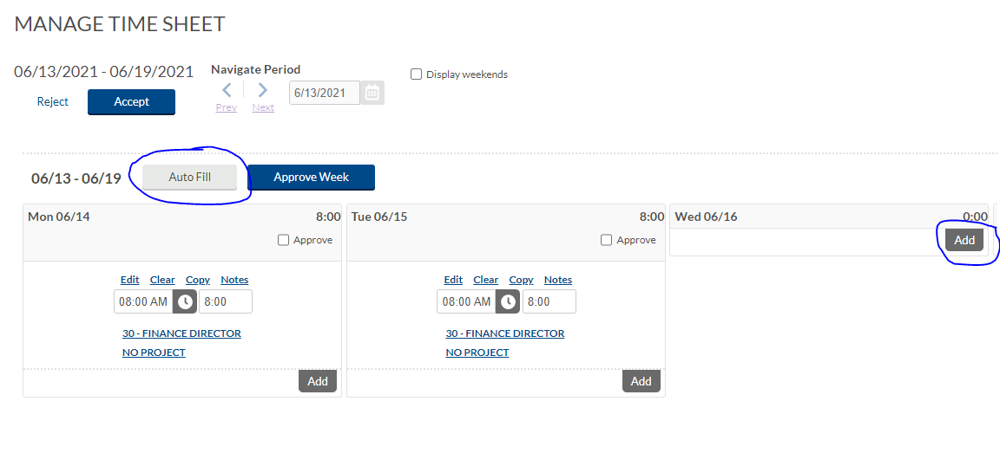 MANAGE TIME SHEET
06/13/2021 - 06/19/2021
Navigate Period
Display weekends
Reject
Accept
Prev
Next
6/13/2021
06/13 - 06/19
Auto Fill
Approve Week
Mon 06/14 8:00
Approve
Edit Clear Copy Notes
08:00 AM 8:00
30 - FINANCE DIRECTOR
NO PROJECT
Add
Tue 06/15 8:00
Approve
Edit Clear Copy Notes
08:00 AM 8:00
30 - FINANCE DIRECTOR
NO PROJECT
Add
Wed 06/16 0:00
Add